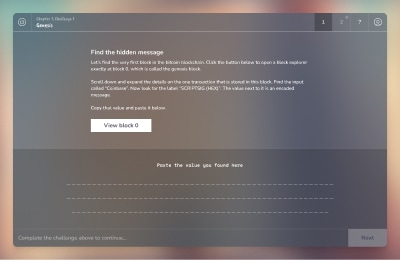 Chapter 1. Challenge 1
Genesis
1
2
?
Find the hidden message
Let's find the very first block in the bitcoin blockchain. Click the button below to open a block explorer
exactly at block 0, which is called the genesis block.
Scroll down and expand the details on the one transaction that is stored in this block. Find the input
called "Coinbase". Now look for the label "SCRIPTSIG (HEX)". The value next to it is an encoded
message.
Copy that value and paste it below.
View block 0
Paste the value you found here
Complete the challenge above to continue...
Next